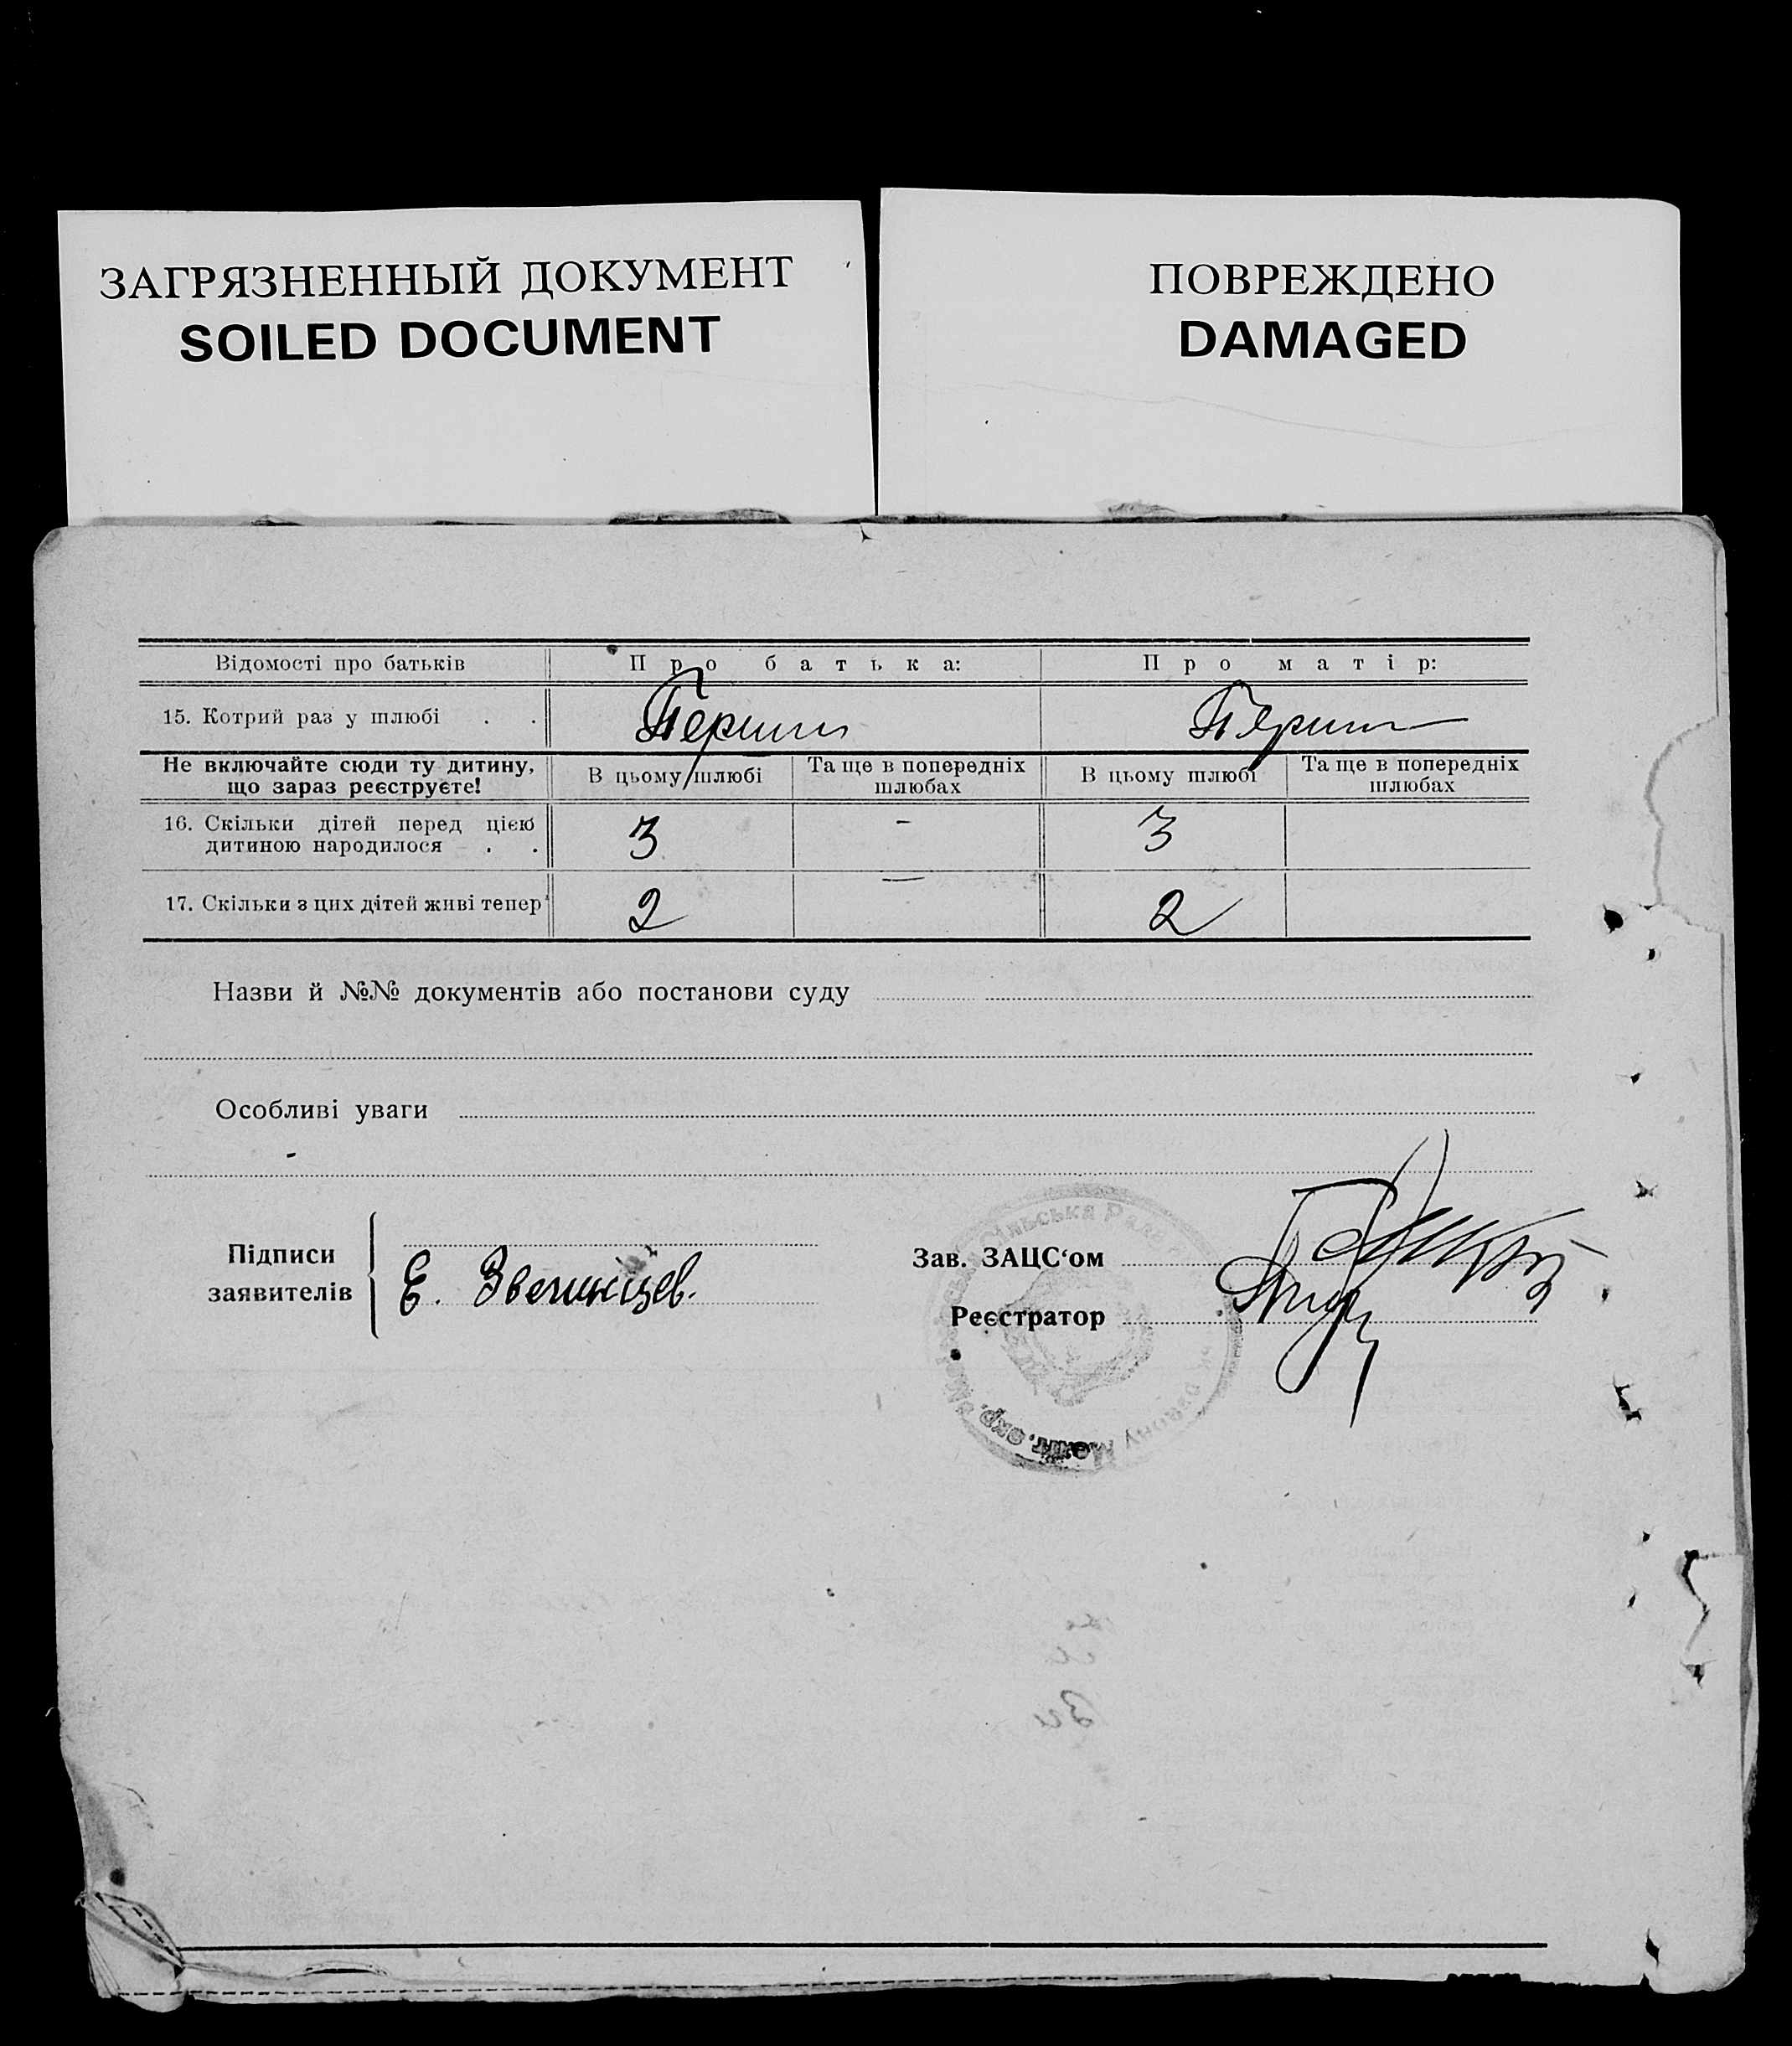 ЗАГРЯЗНЕННЫЙ ДОКУМЕНТ
SOILED DOCUMENT
ПОВРЕЖДЕНО
DAMAGED
Відомості про батьків Про батька: Про матір:
15. Котрий раз у шлюбі . . Перший Перший
Не включайте сюди ту дитину, що зараз реєструєте! В цьому шлюбі Та ще в попередніх шлюбах В цьому шлюбі Та ще в попередніх шлюбах
16. Скільки дітей перед цією
дитиною народилося . . 3 - 3
17. Скільки з цих дітей живі тепер 2 — 2
Назви й №№ документів або постанови суду
Особливі уваги
-
Підписи
заявителів
Е.
Зав. ЗАЦС‘ом
Реєстратор
сільська Рада
окр.